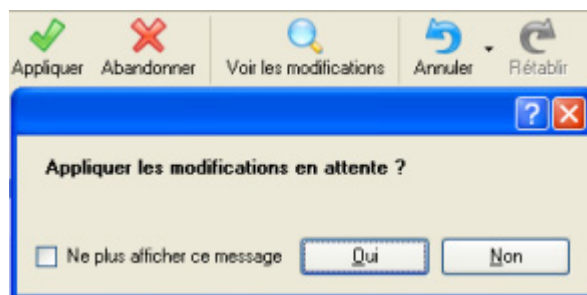 Appliquer Abandonner Voir les modifications Annuler Rétablir
Appliquer les modifications en attente ?
Ne plus afficher ce message Oui Non